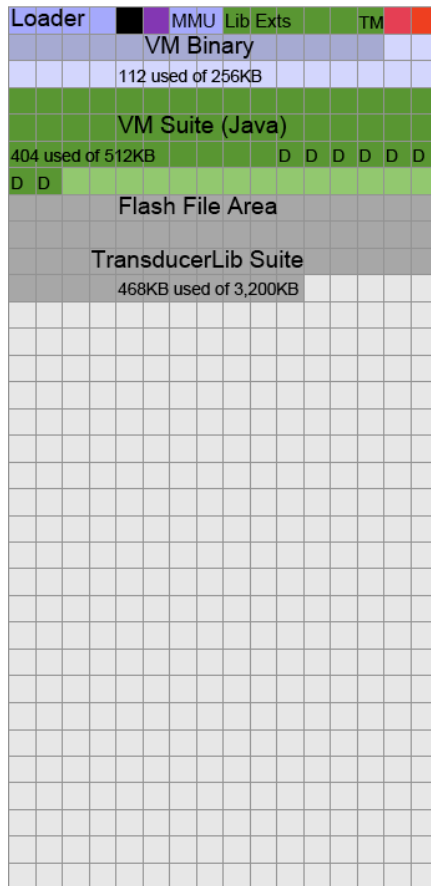 Loader MMU Lib Exts TM
VM Binary
112 used of 256KB
VM Suite (Java)
404 used of 512KB D D D D D D
D D
Flash File Area
TransducerLib Suite
468KB used of 3,200KB